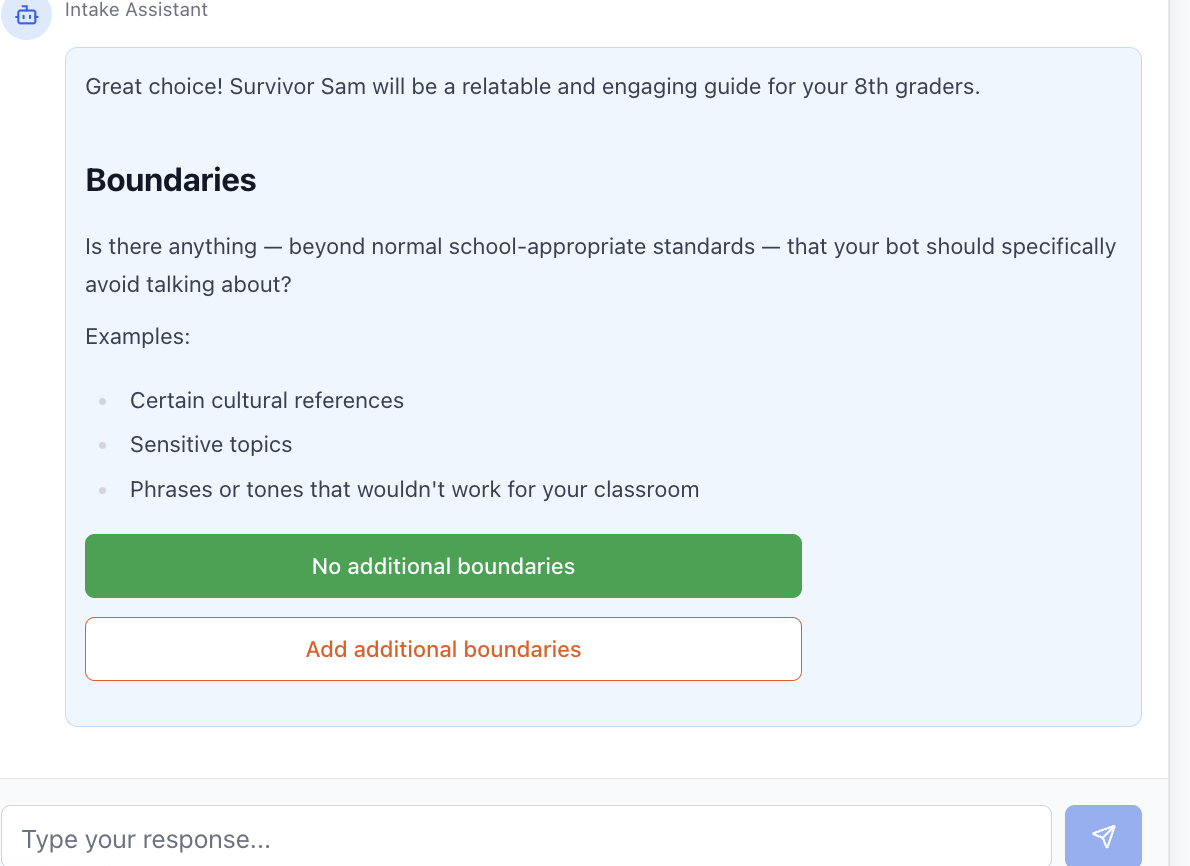 Intake Assistant
Great choice! Survivor Sam will be a relatable and engaging guide for your 8th graders.
Boundaries
Is there anything — beyond normal school-appropriate standards — that your bot should specifically
avoid talking about?
Examples:
Certain cultural references
Sensitive topics
Phrases or tones that wouldn't work for your classroom
No additional boundaries
Add additional boundaries
Type your response...